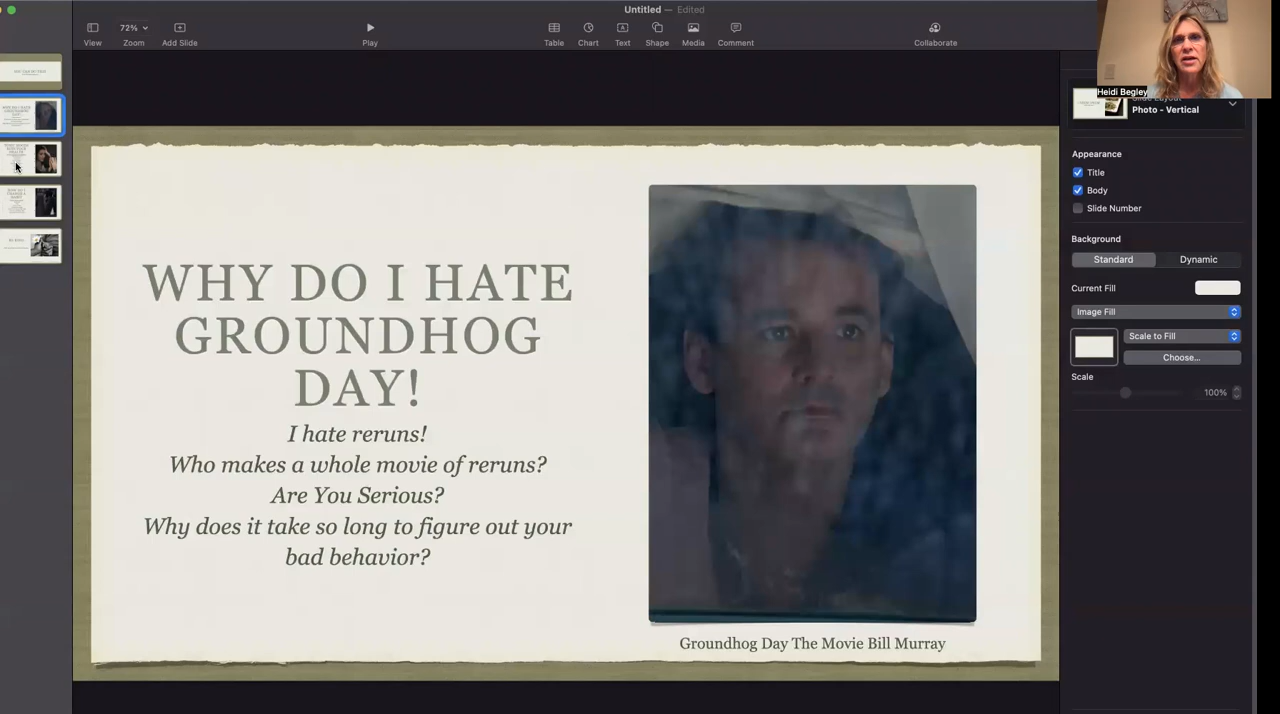 Untitled — Edited
72%
View
Zoom
Add Slide
Play
Table
Chart
Text
Shape
Media
Comment
Collaborate
Heidi Begley
Photo - Vertical
Appearance
Title
Body
Slide Number
Background
Standard
Dynamic
Current Fill
Image Fill
Scale to Fill
Choose...
Scale
100%
WHY DO I HATE
GROUNDHOG
DAY!
I hate reruns!
Who makes a whole movie of reruns?
Are You Serious?
Why does it take so long to figure out your
bad behavior?
Groundhog Day The Movie Bill Murray